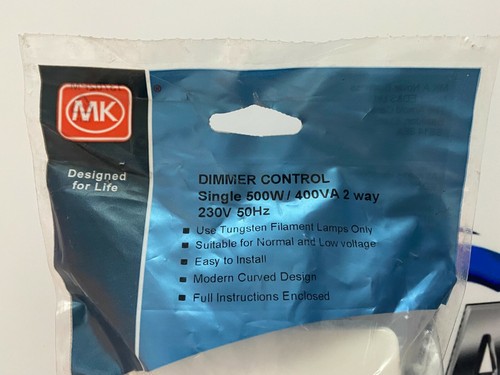 MK
Designed
for Life
DIMMER CONTROL
Single 500W / 400VA 2 way
230V 50Hz
Use Tungsten Filament Lamps Only
Suitable for Normal and Low voltage
Easy to Install
Modern Curved Design
Full Instructions Enclosed